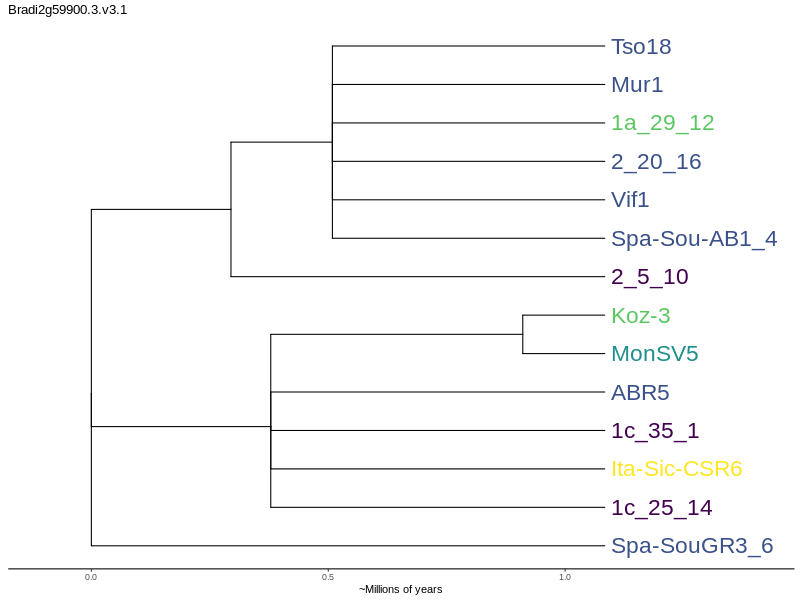 Bradi2g59900.3.v3.1
Tso18
Mur1
1a_29_12
2_20_16
Vif1
Spa-Sou-AB1_4
2_5_10
Koz-3
MonSV5
ABR5
1c_35_1
Ita-Sic-CSR6
1c_25_14
Spa-SouGR3_6
0.0 0.5 1.0
~Millions of years